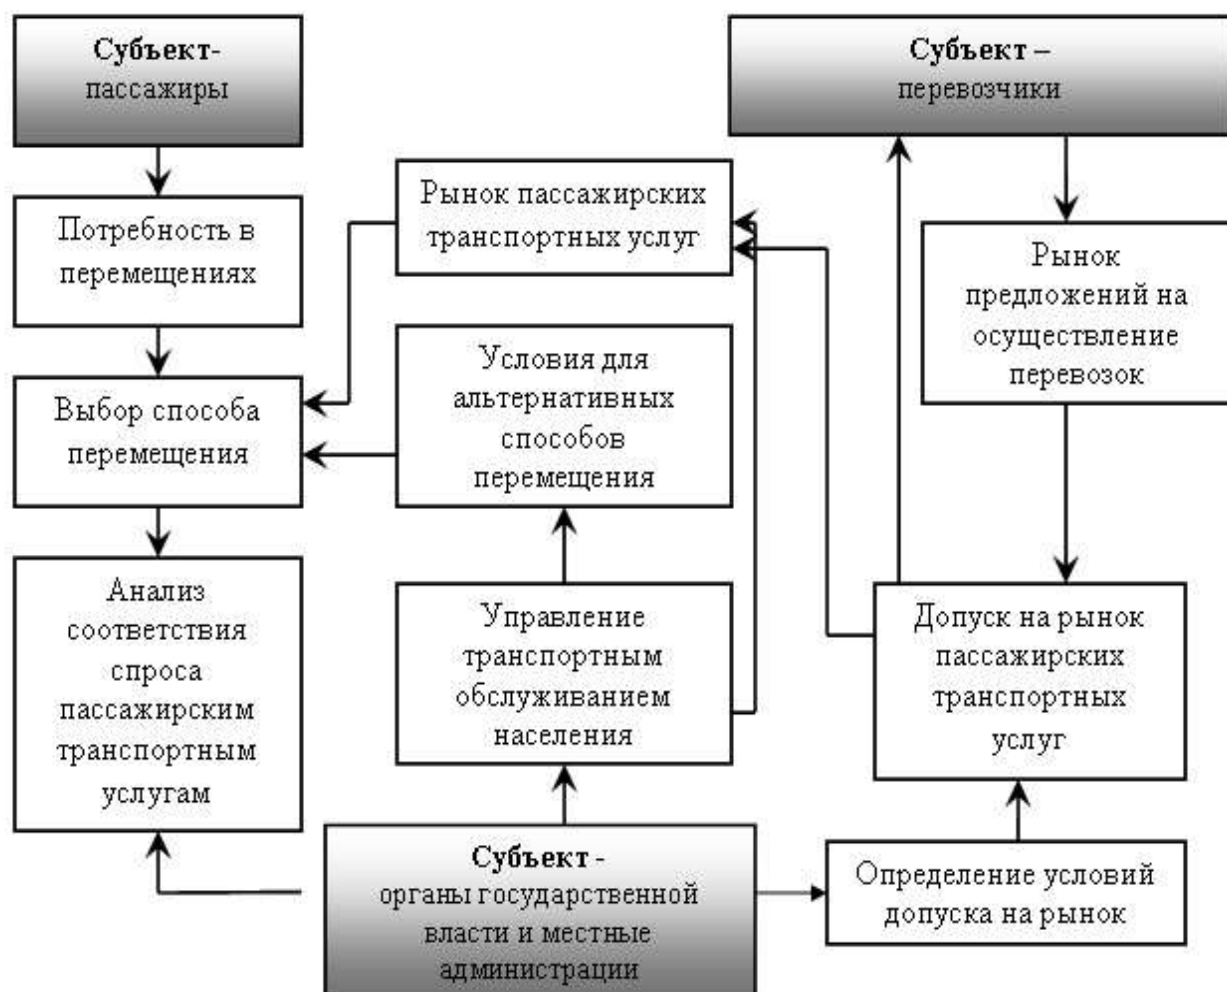 Субъект-
пассажиры
Субъект –
перевозчики
Потребность в
перемещениях
Рынок пассажирских
транспортных услуг
Рынок
предложений на
осуществление
перевозок
Выбор способа
перемещения
Условия для
альтернативных
способов
перемещения
Анализ
соответствия
спроса
пассажирским
транспортным
услугам
Управление
транспортным
обслуживанием
населения
Допуск на рынок
пассажирских
транспортных
услуг
Субъект -
органы государственной
власти и местные
администрации
Определение условий
допуска на рынок